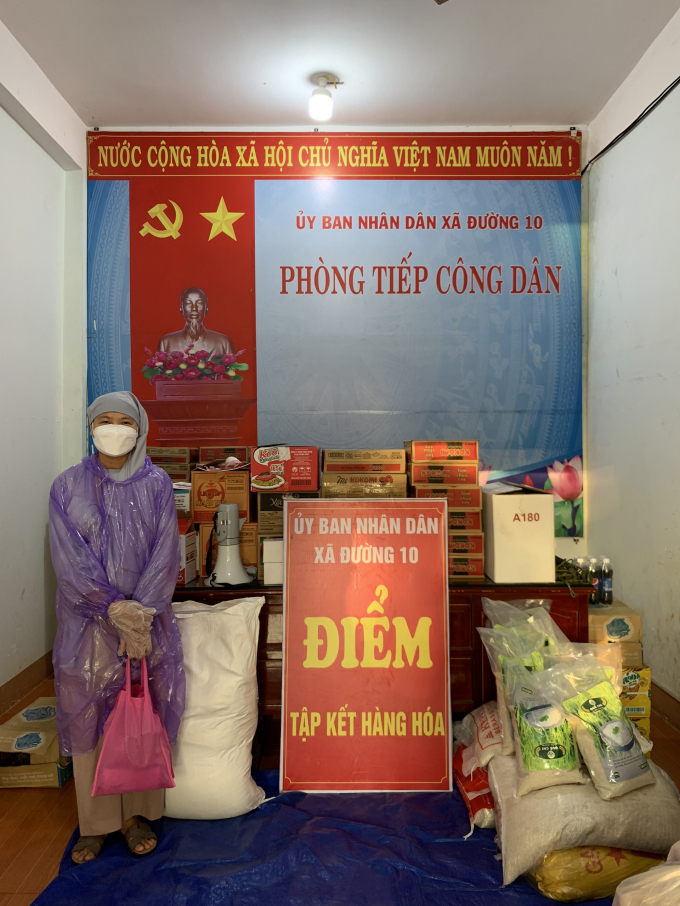 NƯỚC CỘNG HÒA XÃ HỘI CHỦ NGHĨA VIỆT NAM MUÔN NĂM !
ỦY BAN NHÂN DÂN XÃ ĐƯỜNG 10
PHÒNG TIẾP CÔNG DÂN
A180
ỦY BAN NHÂN DÂN
XÃ ĐƯỜNG 10
ĐIỂM
TẬP KẾT HÀNG HÓA